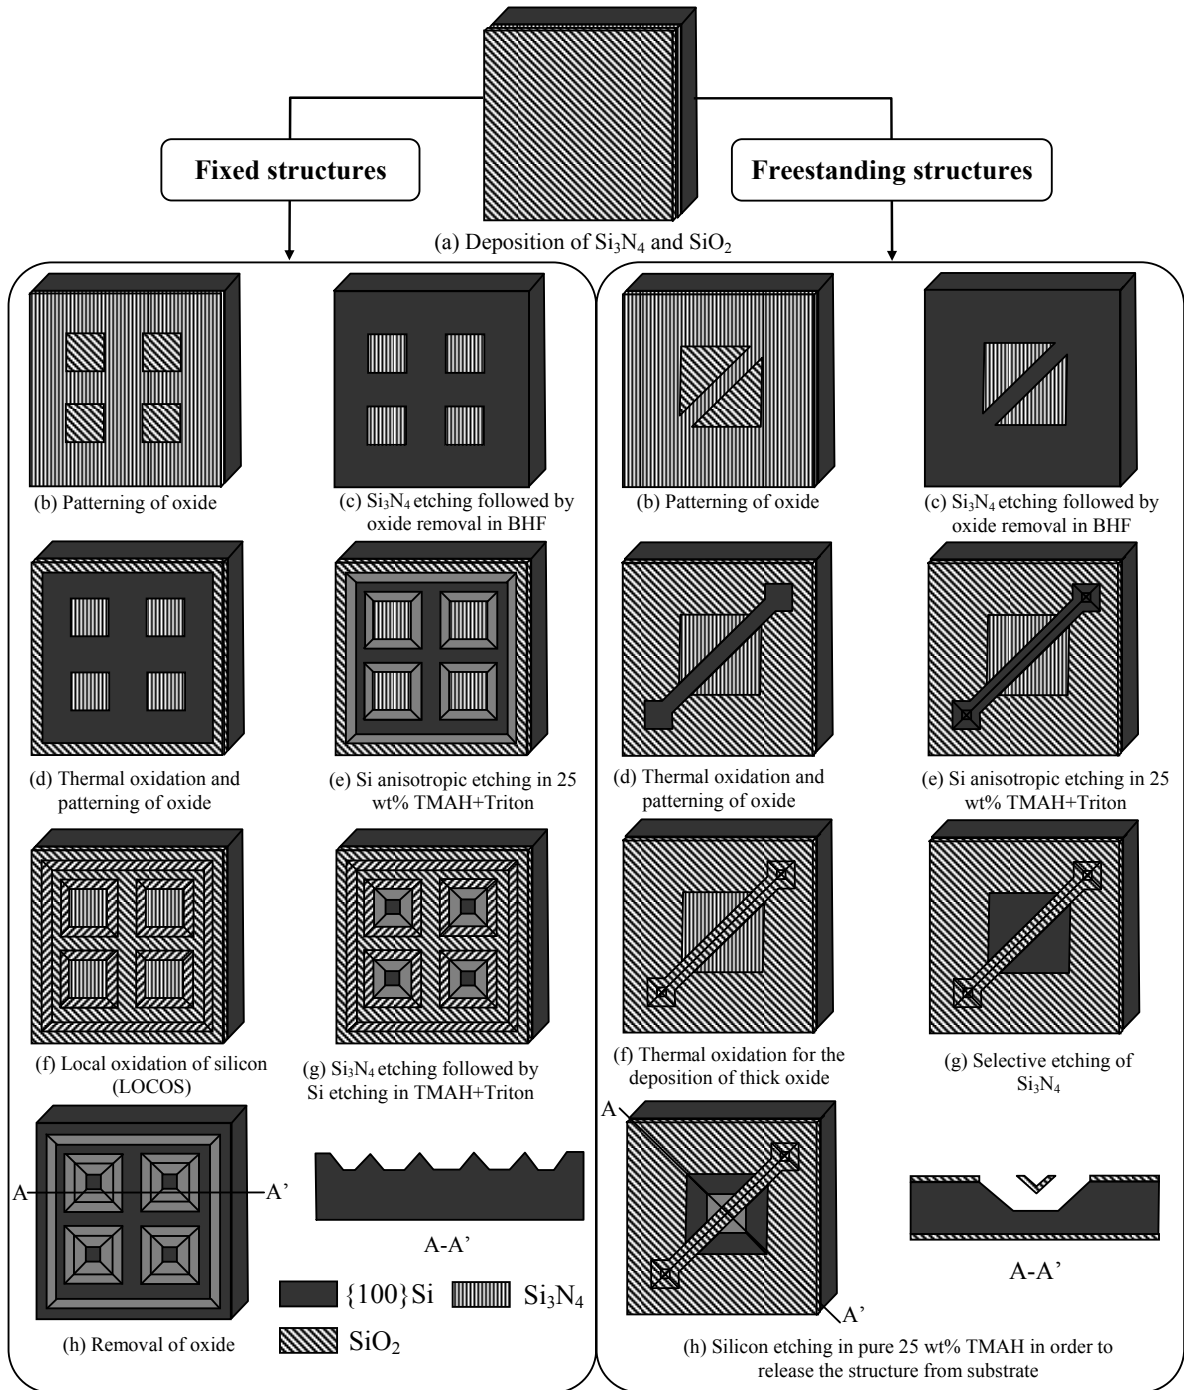 Fixed structures
Freestanding structures
(a) Deposition of Si₃N₄ and SiO₂
(b) Patterning of oxide
(c) Si₃N₄ etching followed by
oxide removal in BHF
(d) Thermal oxidation and
patterning of oxide
(e) Si anisotropic etching in 25
wt% TMAH+Triton
(f) Local oxidation of silicon
(LOCOS)
(g) Si₃N₄ etching followed by
Si etching in TMAH+Triton
A
A'
(h) Removal of oxide
A-A'
{100}Si
Si₃N₄
SiO₂
(b) Patterning of oxide
(c) Si₃N₄ etching followed by
oxide removal in BHF
(d) Thermal oxidation and
patterning of oxide
(e) Si anisotropic etching in 25
wt% TMAH+Triton
(f) Thermal oxidation for the
deposition of thick oxide
(g) Selective etching of
Si₃N₄
A
A'
A-A'
(h) Silicon etching in pure 25 wt% TMAH in order to
release the structure from substrate